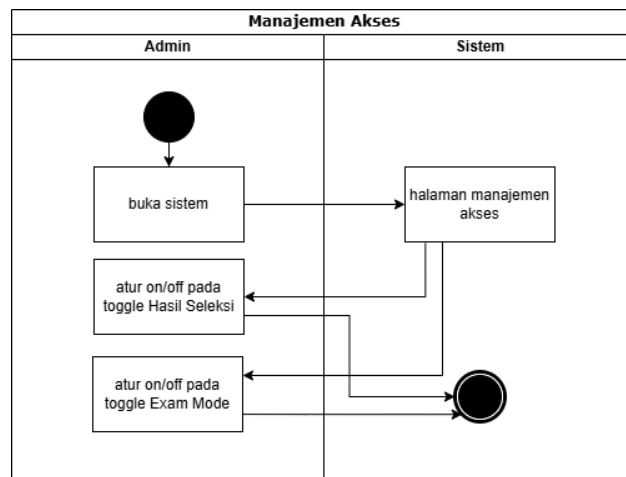 Manajemen Akses
Admin
Sistem
buka sistem
halaman manajemen
akses
atur on/off pada
toggle Hasil Seleksi
atur on/off pada
toggle Exam Mode